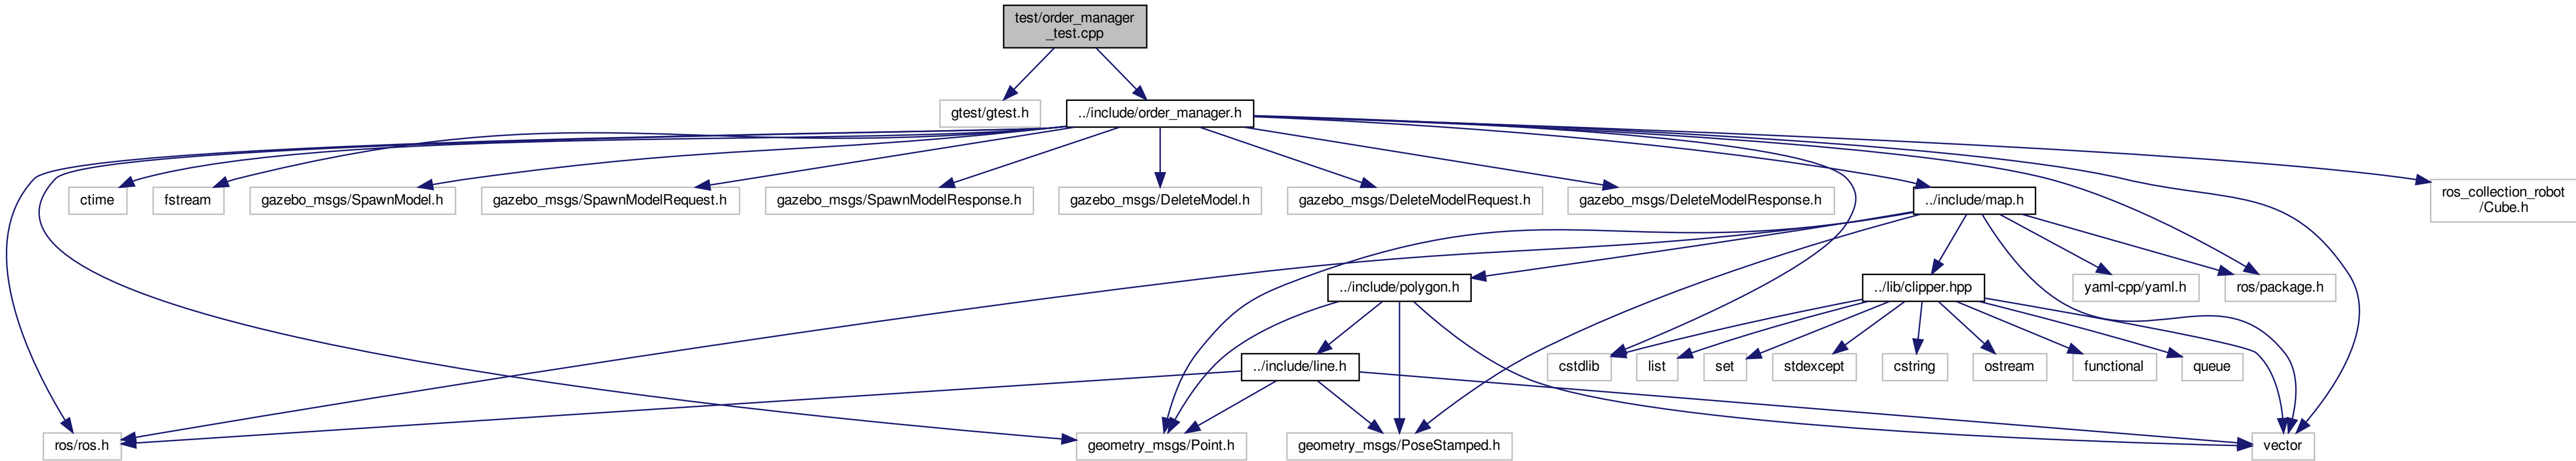 test/order_manager
_test.cpp
gtest/gtest.h
../include/order_manager.h
ctime
fstream
gazebo_msgs/SpawnModel.h
gazebo_msgs/SpawnModelRequest.h
gazebo_msgs/SpawnModelResponse.h
gazebo_msgs/DeleteModel.h
gazebo_msgs/DeleteModelRequest.h
gazebo_msgs/DeleteModelResponse.h
../include/map.h
ros_collection_robot
/Cube.h
../include/polygon.h
../lib/clipper.hpp
yaml-cpp/yaml.h
ros/package.h
../include/line.h
cstdlib
list
set
stdexcept
cstring
ostream
functional
queue
ros/ros.h
geometry_msgs/Point.h
geometry_msgs/PoseStamped.h
vector